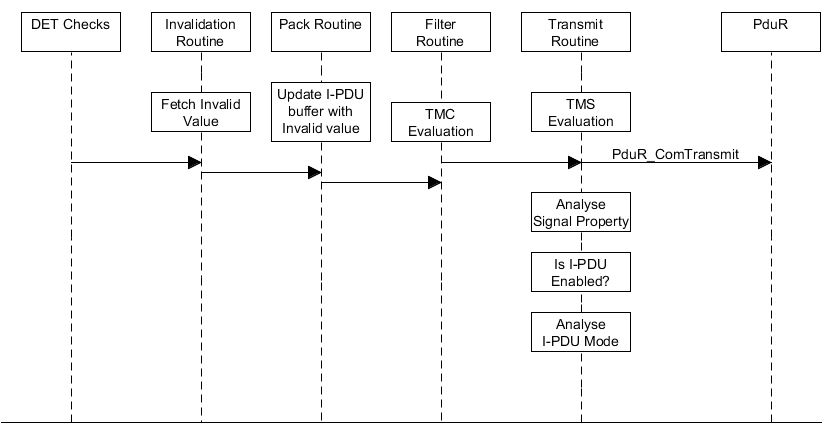 DET Checks
Invalidation
Routine
Pack Routine
Filter
Routine
Transmit
Routine
PduR
Fetch Invalid
Value
Update I-PDU
buffer with
Invalid value
TMC
Evaluation
TMS
Evaluation
PduR_ComTransmit
Analyse
Signal Property
Is I-PDU
Enabled?
Analyse
I-PDU Mode